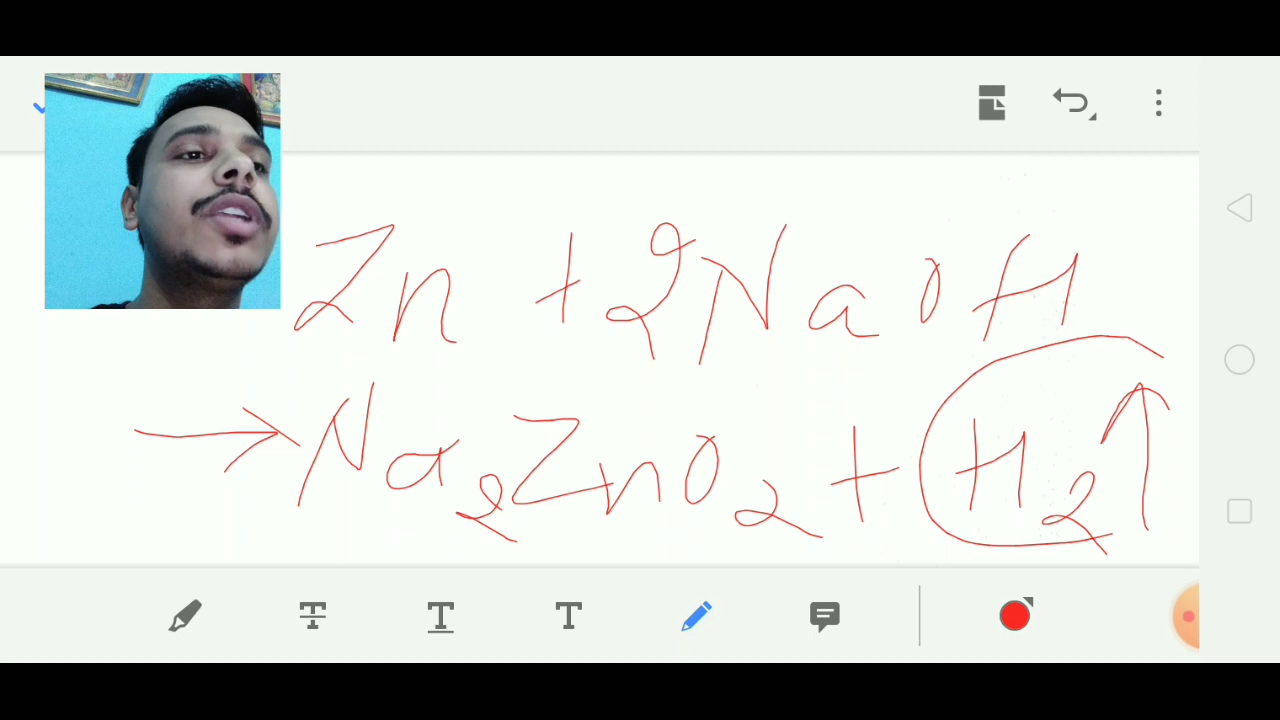 Zn + 2NaOH
→ Na₂ZnO₂ + H₂↑